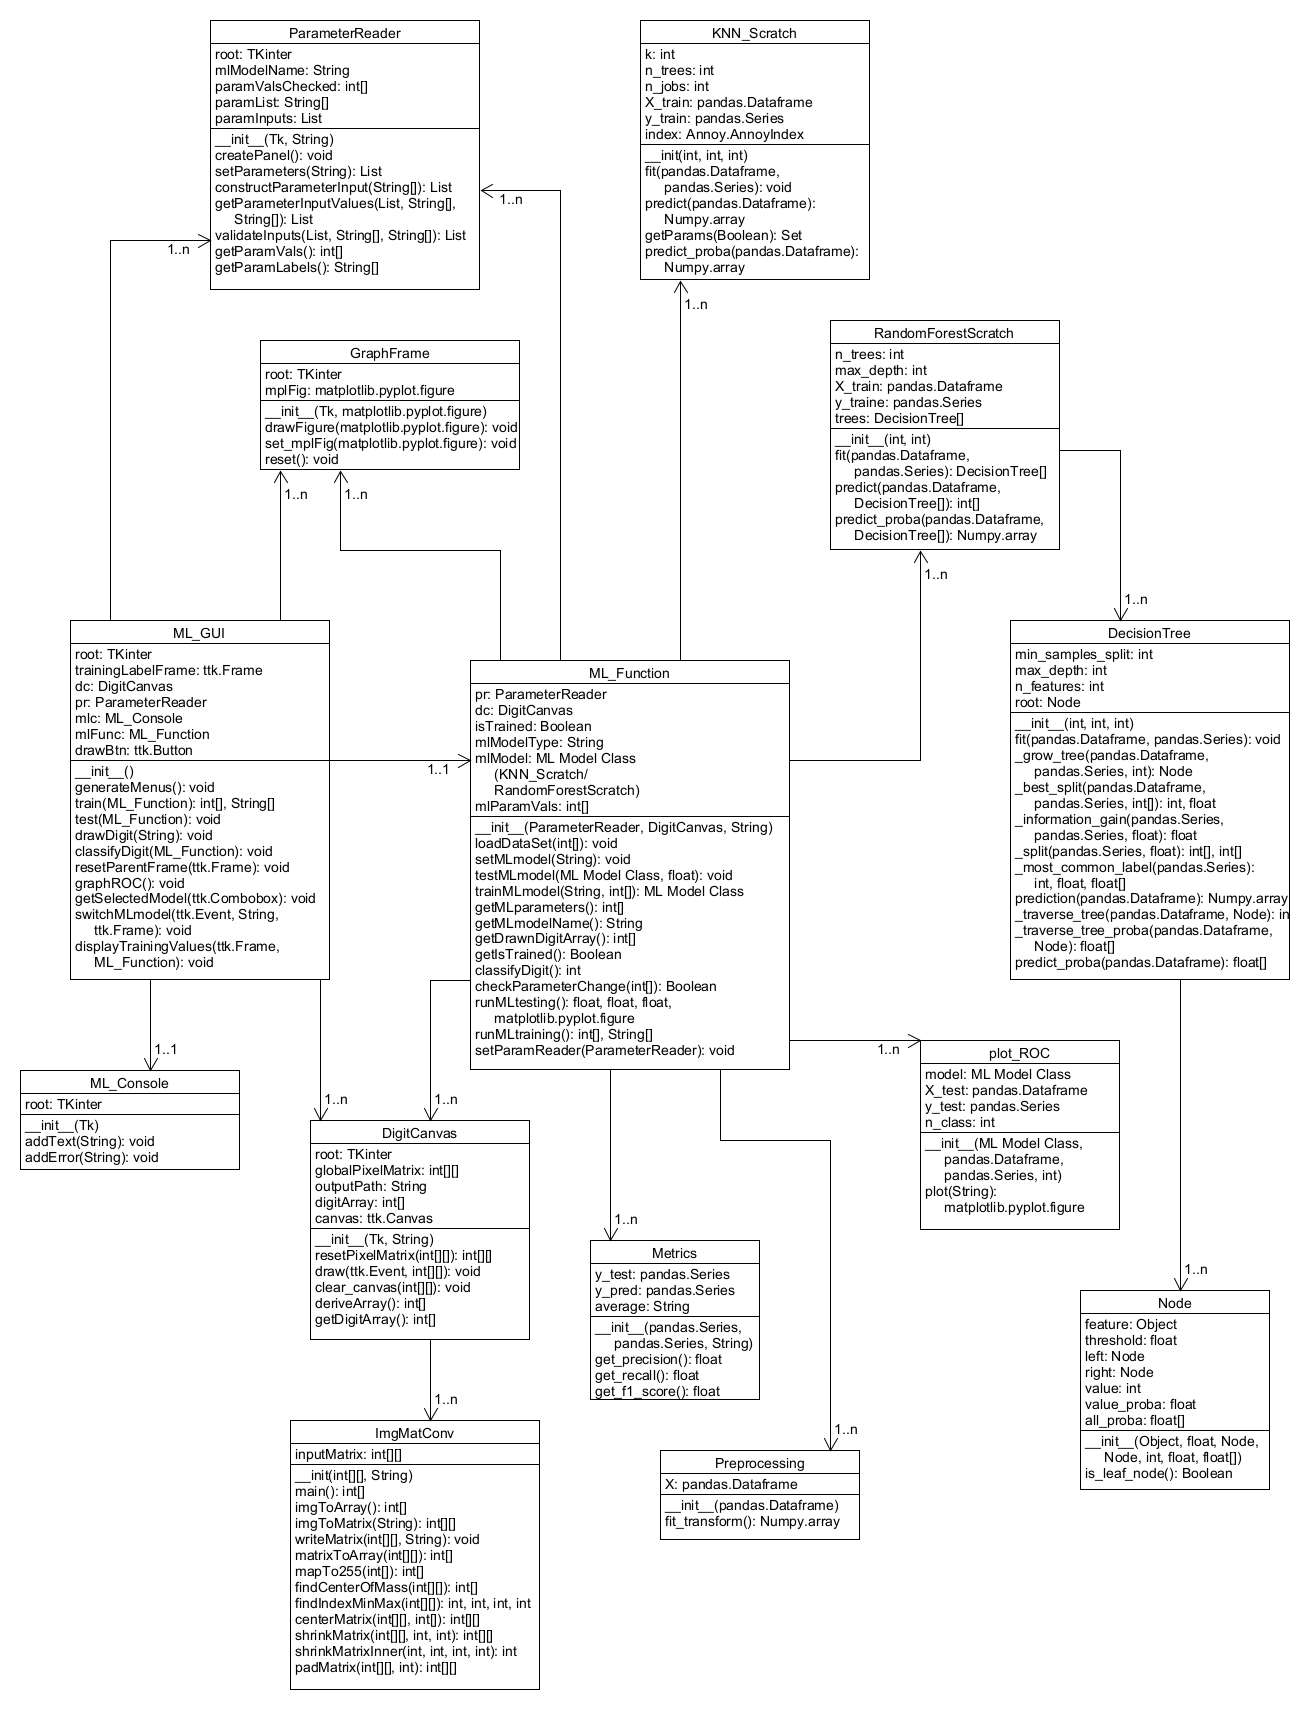 ParameterReader
root: TKinter
mlModelName: String
paramValsChecked: int[]
paramList: String[]
paramInputs: List
__init__(Tk, String)
createPanel(): void
setParameters(String): List
constructParameterInput(String[]): List
getParameterInputValues(List, String[],
String[]): List
validateInputs(List, String[], String[]): List
getParamVals(): int[]
getParamLabels(): String[]
1..n
1..n
KNN_Scratch
k: int
n_trees: int
n_jobs: int
X_train: pandas.Dataframe
y_train: pandas.Series
index: Annoy.AnnoyIndex
__init(int, int, int)
fit(pandas.Dataframe,
pandas.Series): void
predict(pandas.Dataframe):
Numpy.array
getParams(Boolean): Set
predict_proba(pandas.Dataframe):
Numpy.array
1..n
GraphFrame
root: TKinter
mplFig: matplotlib.pyplot.figure
__init__(Tk, matplotlib.pyplot.figure)
drawFigure(matplotlib.pyplot.figure): void
set_mplFig(matplotlib.pyplot.figure): void
reset(): void
1..n
1..n
RandomForestScratch
n_trees: int
max_depth: int
X_train: pandas.Dataframe
y_traine: pandas.Series
trees: DecisionTree[]
__init__(int, int)
fit(pandas.Dataframe,
pandas.Series): DecisionTree[]
predict(pandas.Dataframe,
DecisionTree[]): int[]
predict_proba(pandas.Dataframe,
DecisionTree[]): Numpy.array
1..n
1..n
ML_GUI
root: TKinter
trainingLabelFrame: ttk.Frame
dc: DigitCanvas
pr: ParameterReader
mlc: ML_Console
mlFunc: ML_Function
drawBtn: ttk.Button
__init__()
generateMenus(): void
train(ML_Function): int[], String[]
test(ML_Function): void
drawDigit(String): void
classifyDigit(ML_Function): void
resetParentFrame(ttk.Frame): void
graphROC(): void
getSelectedModel(ttk.Combobox): void
switchMLmodel(ttk.Event, String,
ttk.Frame): void
displayTrainingValues(ttk.Frame,
ML_Function): void
1..1
ML_Function
pr: ParameterReader
dc: DigitCanvas
isTrained: Boolean
mlModelType: String
mlModel: ML Model Class
(KNN_Scratch/
RandomForestScratch)
mlParamVals: int[]
__init__(ParameterReader, DigitCanvas, String)
loadDataSet(int[]): void
setMLmodel(String): void
testMLmodel(ML Model Class, float): void
trainMLmodel(String, int[]): ML Model Class
getMLparameters(): int[]
getMLmodelName(): String
getDrawnDigitArray(): int[]
getIsTrained(): Boolean
classifyDigit(): int
checkParameterChange(int[]): Boolean
runMLtesting(): float, float, float,
matplotlib.pyplot.figure
runMLtraining(): int[], String[]
setParamReader(ParameterReader): void
DecisionTree
min_samples_split: int
max_depth: int
n_features: int
root: Node
__init__(int, int, int)
fit(pandas.Dataframe, pandas.Series): void
_grow_tree(pandas.Dataframe,
pandas.Series, int): Node
_best_split(pandas.Dataframe,
pandas.Series, int[]): int, float
_information_gain(pandas.Series,
pandas.Series, float): float
_split(pandas.Series, float): int[], int[]
_most_common_label(pandas.Series):
int, float, float[]
prediction(pandas.Dataframe): Numpy.array
_traverse_tree(pandas.Dataframe, Node): in
_traverse_tree_proba(pandas.Dataframe,
Node): float[]
predict_proba(pandas.Dataframe): float[]
1..1
ML_Console
root: TKinter
__init__(Tk)
addText(String): void
addError(String): void
1..n
1..n
DigitCanvas
root: TKinter
globalPixelMatrix: int[][]
outputPath: String
digitArray: int[]
canvas: ttk.Canvas
__init__(Tk, String)
resetPixelMatrix(int[][]): int[][]
draw(ttk.Event, int[][]): void
clear_canvas(int[][]): void
deriveArray(): int[]
getDigitArray(): int[]
1..n
plot_ROC
model: ML Model Class
X_test: pandas.Dataframe
y_test: pandas.Series
n_class: int
__init__(ML Model Class,
pandas.Dataframe,
pandas.Series, int)
plot(String):
matplotlib.pyplot.figure
1..n
Metrics
y_test: pandas.Series
y_pred: pandas.Series
average: String
__init__(pandas.Series,
pandas.Series, String)
get_precision(): float
get_recall(): float
get_f1_score(): float
1..n
Node
feature: Object
threshold: float
left: Node
right: Node
value: int
value_proba: float
all_proba: float[]
__init__(Object, float, Node,
Node, int, float, float[])
is_leaf_node(): Boolean
1..n
ImgMatConv
inputMatrix: int[][]
__init(int[][], String)
main(): int[]
imgToArray(): int[]
imgToMatrix(String): int[][]
writeMatrix(int[][], String): void
matrixToArray(int[][]): int[]
mapTo255(int[]): int[]
findCenterOfMass(int[][]): int[]
findIndexMinMax(int[][]): int, int, int, int
centerMatrix(int[][], int[]): int[][]
shrinkMatrix(int[][], int, int): int[][]
shrinkMatrixInner(int, int, int, int): int
padMatrix(int[][], int): int[][]
1..n
Preprocessing
X: pandas.Dataframe
__init__(pandas.Dataframe)
fit_transform(): Numpy.array